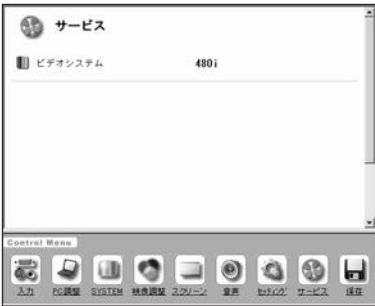 サービス
ビデオシステム 480i
Control Menu
入力 PC調整 SYSTEM 映像調整 スクリーン 音声 セッティング サービス 保存